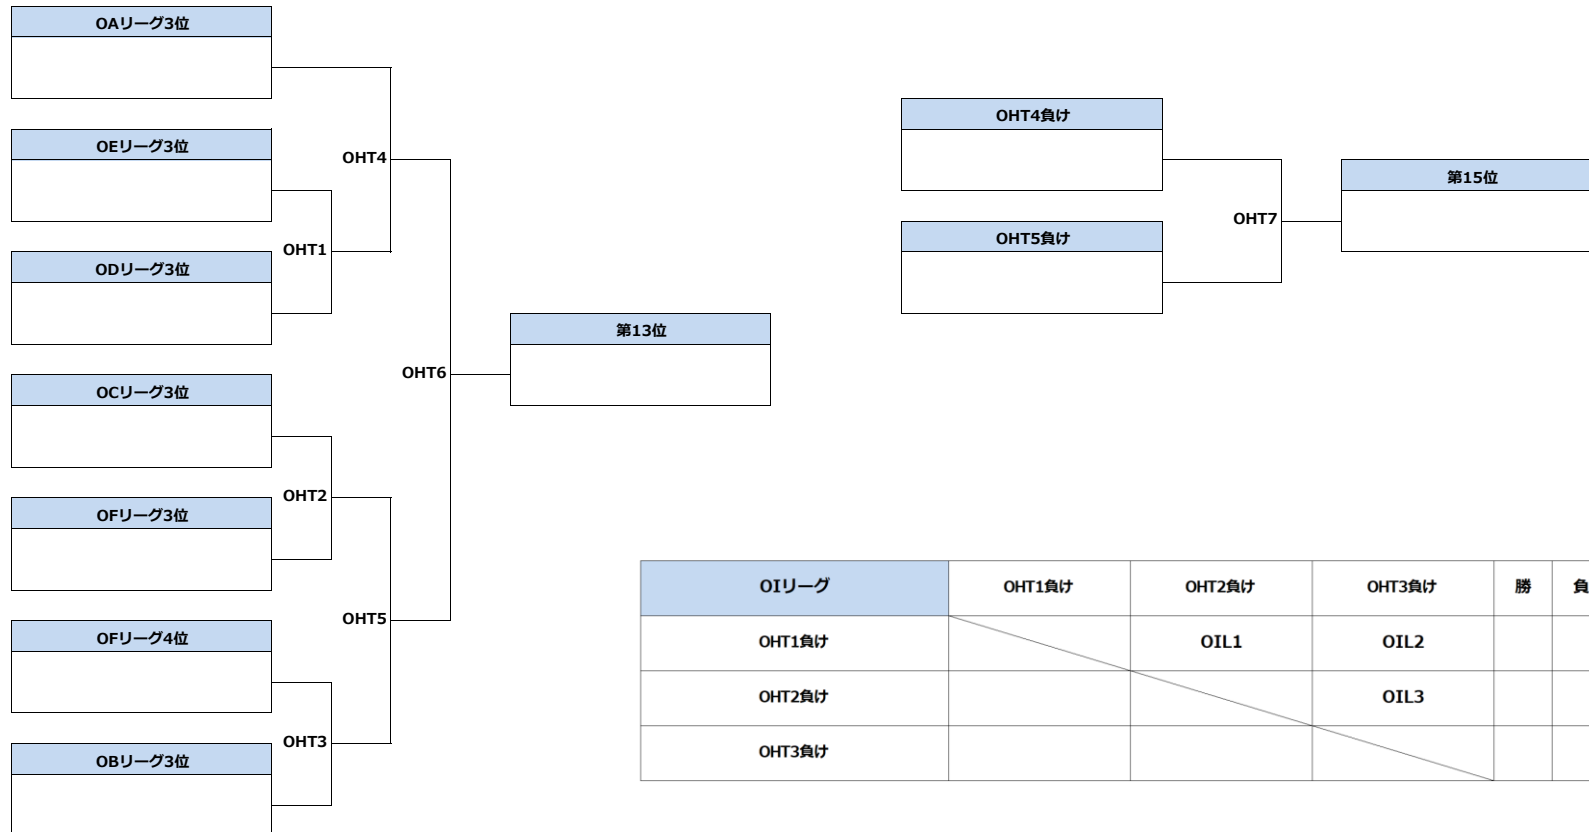 OAリーグ3位
OEリーグ3位
OHT4
OHT1
ODリーグ3位
OCリーグ3位
OHT2
OFリーグ3位
OHT5
OFリーグ4位
OHT3
OBリーグ3位
OHT6
第13位
OHT4負け
OHT5負け
OHT7
第15位
OIリーグ OHT1負け OHT2負け OHT3負け 勝 負
OHT1負け OIL1 OIL2
OHT2負け OIL3
OHT3負け